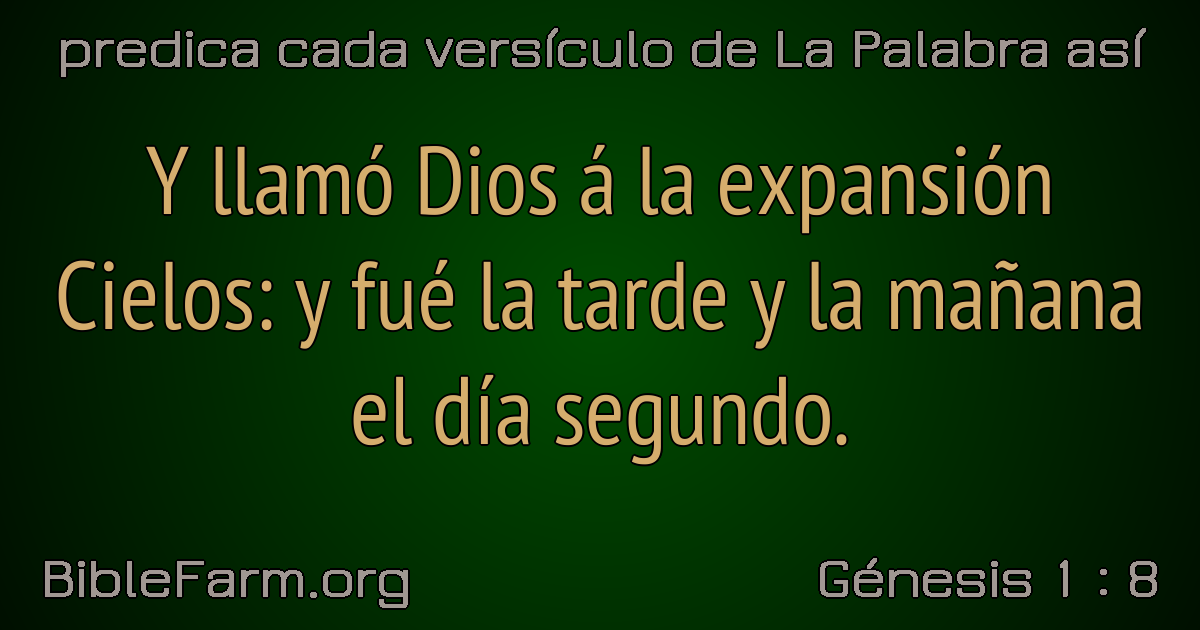 predica cada versículo de La Palabra así
Y llamó Dios á la expansión
Cielos: y fué la tarde y la mañana
el día segundo.
BibleFarm.org
Génesis 1 : 8